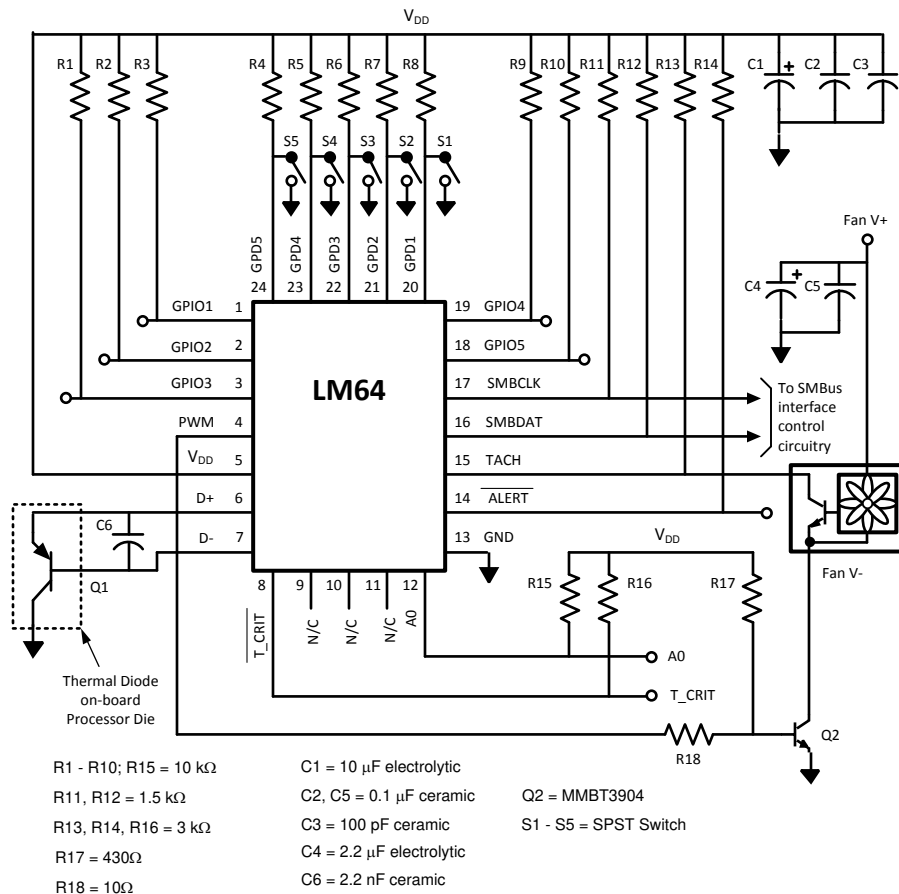 V_DD
R1 R2 R3 R4 R5 R6 R7 R8 R9 R10 R11 R12 R13 R14 C1 + C2 C3
S5 S4 S3 S2 S1
Fan V+
GPD5 GPD4 GPD3 GPD2 GPD1
24 23 22 21 20
C4 + C5
GPIO1 1 19 GPIO4
GPIO2 2 18 GPIO5
LM64
GPIO3 3 17 SMBCLK
To SMBus
interface
control
circuitry
PWM 4 16 SMBDAT
V_DD 5 15 TACH
D+ 6 14 ALERT
C6
D- 7 13 GND
V_DD
Fan V-
Q1
8 9 10 11 12
R15 R16 R17
T_CRIT N/C N/C N/C A0
A0
Thermal Diode
on-board
Processor Die
T_CRIT
Q2
R18
R1 - R10; R15 = 10 kΩ
R11, R12 = 1.5 kΩ
R13, R14, R16 = 3 kΩ
R17 = 430Ω
R18 = 10Ω
C1 = 10 μF electrolytic
C2, C5 = 0.1 μF ceramic
C3 = 100 pF ceramic
C4 = 2.2 μF electrolytic
C6 = 2.2 nF ceramic
Q2 = MMBT3904
S1 - S5 = SPST Switch